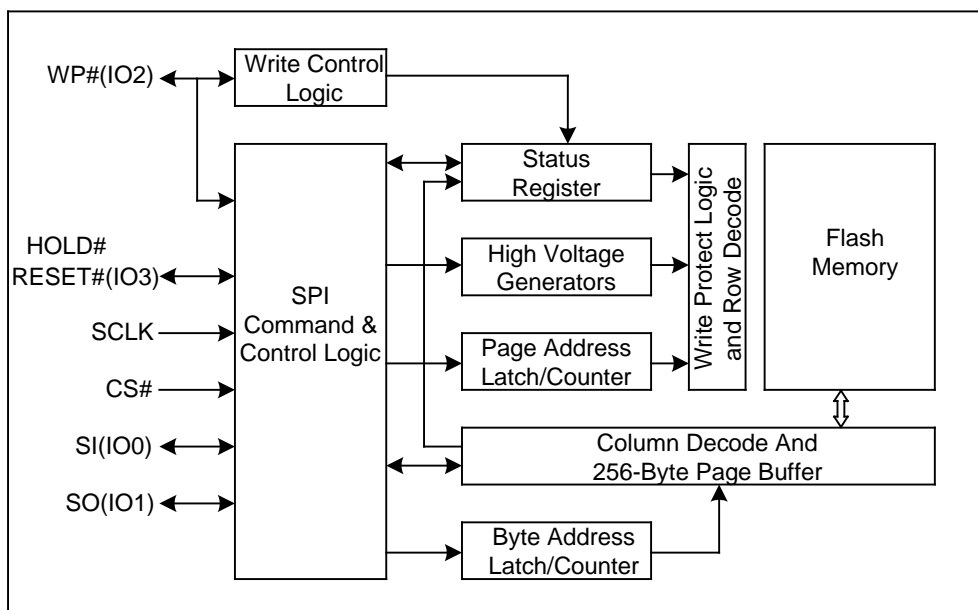 WP#(IO2)
Write Control
Logic
HOLD#
RESET#(IO3)
SCLK
CS#
SI(IO0)
SO(IO1)
SPI
Command &
Control Logic
Status
Register
High Voltage
Generators
Page Address
Latch/Counter
Write Protect Logic
and Row Decode
Flash
Memory
Column Decode And
256-Byte Page Buffer
Byte Address
Latch/Counter